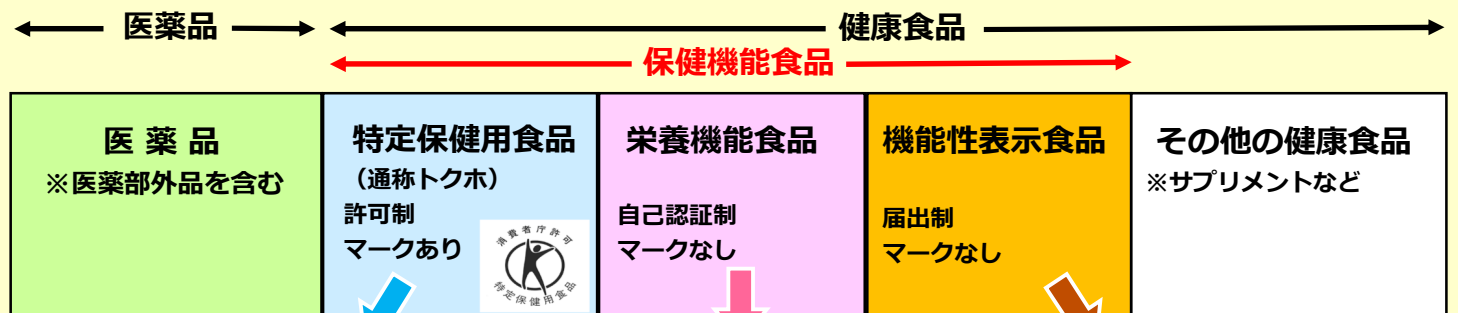 医薬品
健康食品
保健機能食品
医 薬 品
※医薬部外品を含む
特定保健用食品
（通称トクホ）
許可制
マークあり
消費者庁許可
特定保健用食品
栄養機能食品
自己認証制
マークなし
機能性表示食品
届出制
マークなし
その他の健康食品
※サプリメントなど